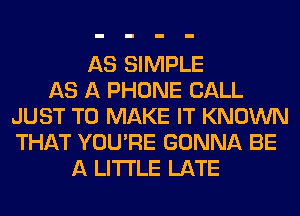 - - - -
AS SIMPLE
AS A PHONE CALL
JUST TO MAKE IT KNOWN
THAT YOU'RE GONNA BE
A LITTLE LATE